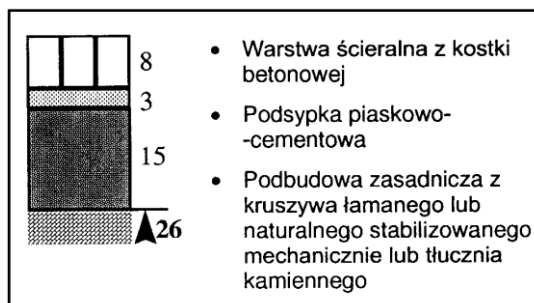 8
3
15
26
• Warstwa ścieralna z kostki
betonowej
• Podsypka piaskowo-
-cementowa
• Podbudowa zasadnicza z
kruszywa łamanego lub
naturalnego stabilizowanego
mechanicznie lub tłucznia
kamiennego